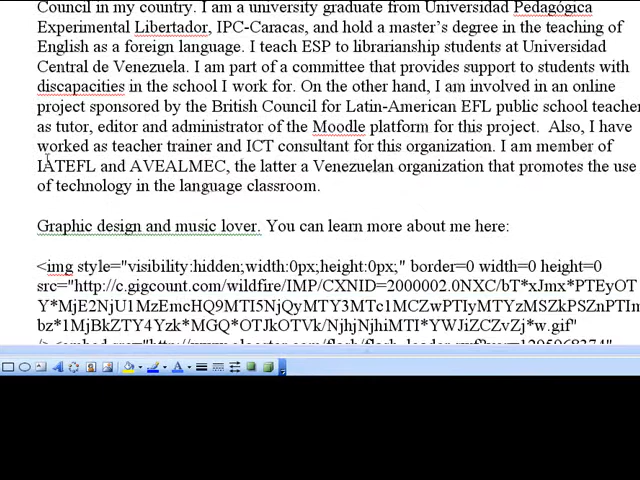 Council in my country. I am a university graduate from Universidad Pedagógica
Experimental Libertador, IPC-Caracas, and hold a master's degree in the teaching of
English as a foreign language. I teach ESP to librarianship students at Universidad
Central de Venezuela. I am part of a committee that provides support to students with
discapacities in the school I work for. On the other hand, I am involved in an online
project sponsored by the British Council for Latin-American EFL public school teacher
as tutor, editor and administrator of the Moodle platform for this project. Also, I have
worked as teacher trainer and ICT consultant for this organization. I am member of
IATEFL and AVEALMEC, the latter a Venezuelan organization that promotes the use
of technology in the language classroom.
Graphic design and music lover. You can learn more about me here:
<img style="visibility:hidden;width:0px;height:0px;" border=0 width=0 height=0
src="http://c.gigcount.com/wildfire/IMP/CXNID=2000002.0NXC/bT*xJmx*PTEyOT
Y*MjE2NjU1MzEmcHQ9MTI5NjQyMTY3MTc1MCZwPTIyMTYzMSZkPSZnPTIm
bz*1MjBkZTY4Yzk*MGQ*OTJkOTVk/NjhjNjhiMTI*YWJiZCZvZj*w.gif"